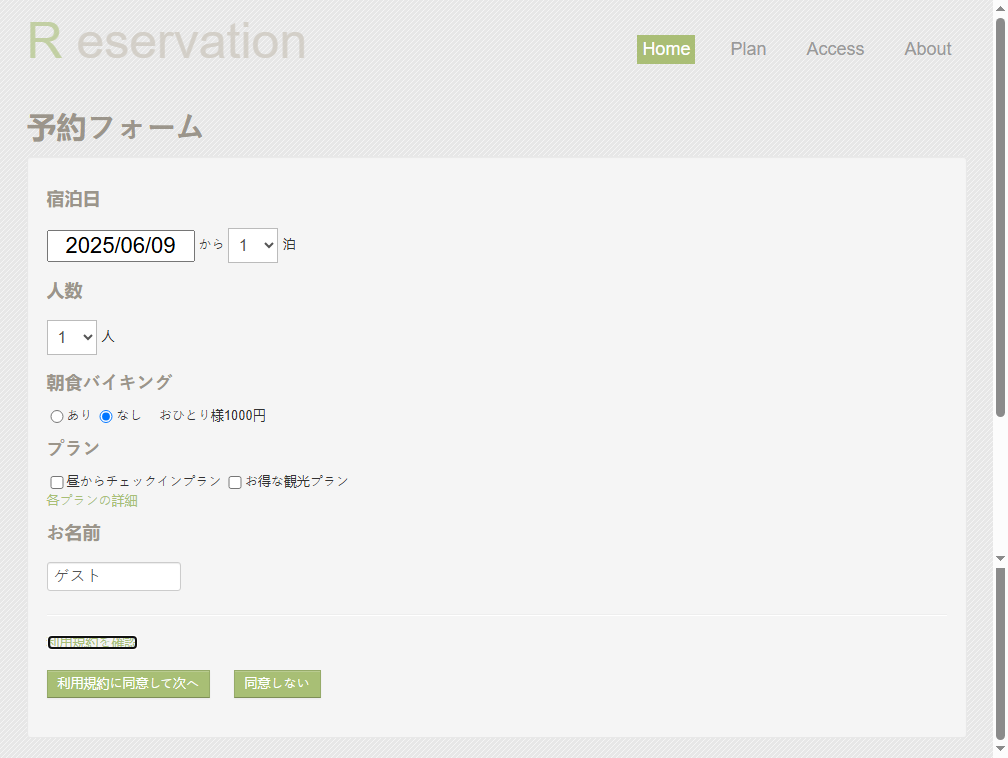 R eservation
Home Plan Access About
予約フォーム
宿泊日
2025/06/09 から 1 泊
人数
1 人
朝食バイキング
あり なし おひとり様1000円
プラン
昼からチェックインプラン お得な観光プラン
各プランの詳細
お名前
ゲスト
利用規約を確認
利用規約に同意して次へ 同意しない